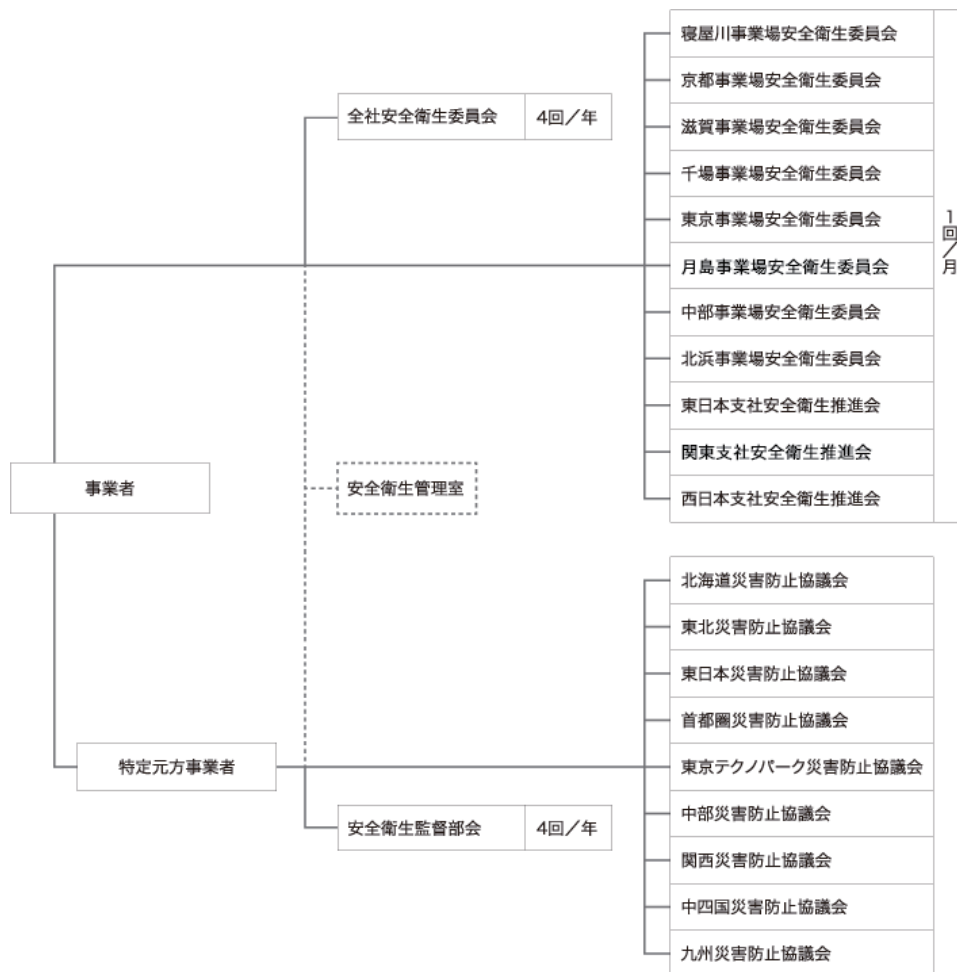 寝屋川事業場安全衛生委員会
京都事業場安全衛生委員会
全社安全衛生委員会 4回／年
滋賀事業場安全衛生委員会
千場事業場安全衛生委員会
東京事業場安全衛生委員会
1回／月
月島事業場安全衛生委員会
中部事業場安全衛生委員会
北浜事業場安全衛生委員会
東日本支社安全衛生推進会
関東支社安全衛生推進会
事業者
安全衛生管理室
西日本支社安全衛生推進会
北海道災害防止協議会
東北災害防止協議会
東日本災害防止協議会
首都圏災害防止協議会
特定元方事業者
東京テクノパーク災害防止協議会
中部災害防止協議会
安全衛生監督部会 4回／年
関西災害防止協議会
中四国災害防止協議会
九州災害防止協議会